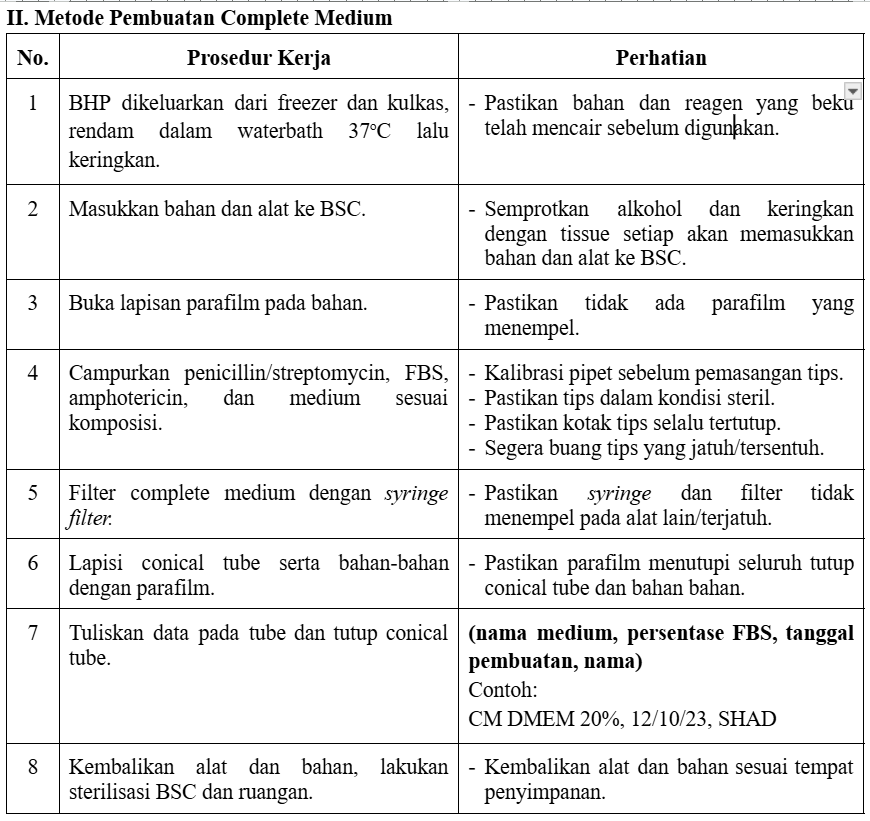 II. Metode Pembuatan Complete Medium
No.
Prosedur Kerja
Perhatian
1
BHP dikeluarkan dari freezer dan kulkas,
rendam dalam waterbath 37°C lalu
keringkan.
- Pastikan bahan dan reagen yang beku
telah mencair sebelum digunakan.
2
Masukkan bahan dan alat ke BSC.
- Semprotkan alkohol dan keringkan
dengan tissue setiap akan memasukkan
bahan dan alat ke BSC.
3
Buka lapisan parafilm pada bahan.
- Pastikan tidak ada parafilm yang
menempel.
4
Campurkan penicillin/streptomycin, FBS,
amphotericin, dan medium sesuai
komposisi.
- Kalibrasi pipet sebelum pemasangan tips.
- Pastikan tips dalam kondisi steril.
- Pastikan kotak tips selalu tertutup.
- Segera buang tips yang jatuh/tersentuh.
5
Filter complete medium dengan syringe
filter.
- Pastikan syringe dan filter tidak
menempel pada alat lain/terjatuh.
6
Lapisi conical tube serta bahan-bahan
dengan parafilm.
- Pastikan parafilm menutupi seluruh tutup
conical tube dan bahan bahan.
7
Tuliskan data pada tube dan tutup conical
tube.
(nama medium, persentase FBS, tanggal
pembuatan, nama)
Contoh:
CM DMEM 20%, 12/10/23, SHAD
8
Kembalikan alat dan bahan, lakukan
sterilisasi BSC dan ruangan.
- Kembalikan alat dan bahan sesuai tempat
penyimpanan.